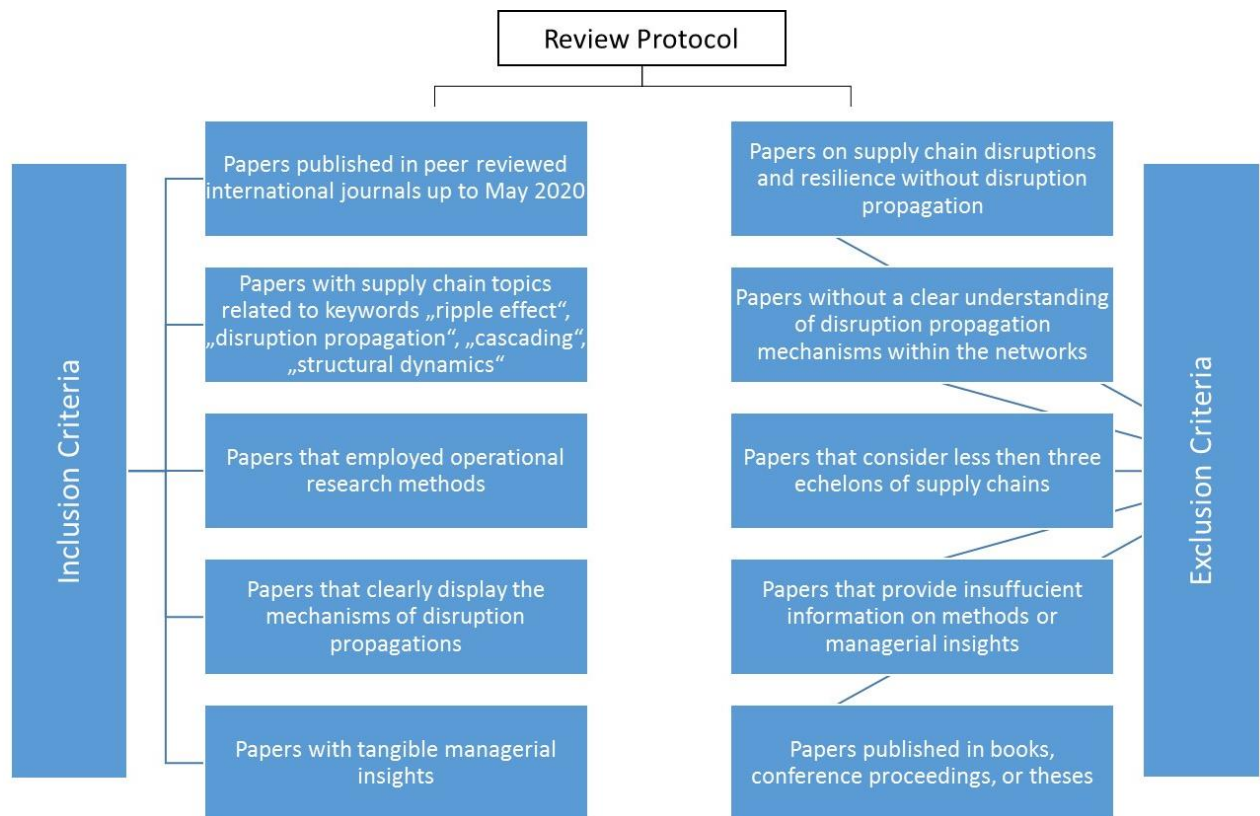 Review Protocol
Inclusion Criteria
Papers published in peer reviewed
international journals up to May 2020
Papers with supply chain topics
related to keywords „ripple effect“,
„disruption propagation“, „cascading“,
„structural dynamics“
Papers that employed operational
research methods
Papers that clearly display the
mechanisms of disruption
propagations
Papers with tangible managerial
insights
Papers on supply chain disruptions
and resilience without disruption
propagation
Papers without a clear understanding
of disruption propagation
mechanisms within the networks
Papers that consider less then three
echelons of supply chains
Papers that provide insuffucient
information on methods or
managerial insights
Papers published in books,
conference proceedings, or theses
Exclusion Criteria